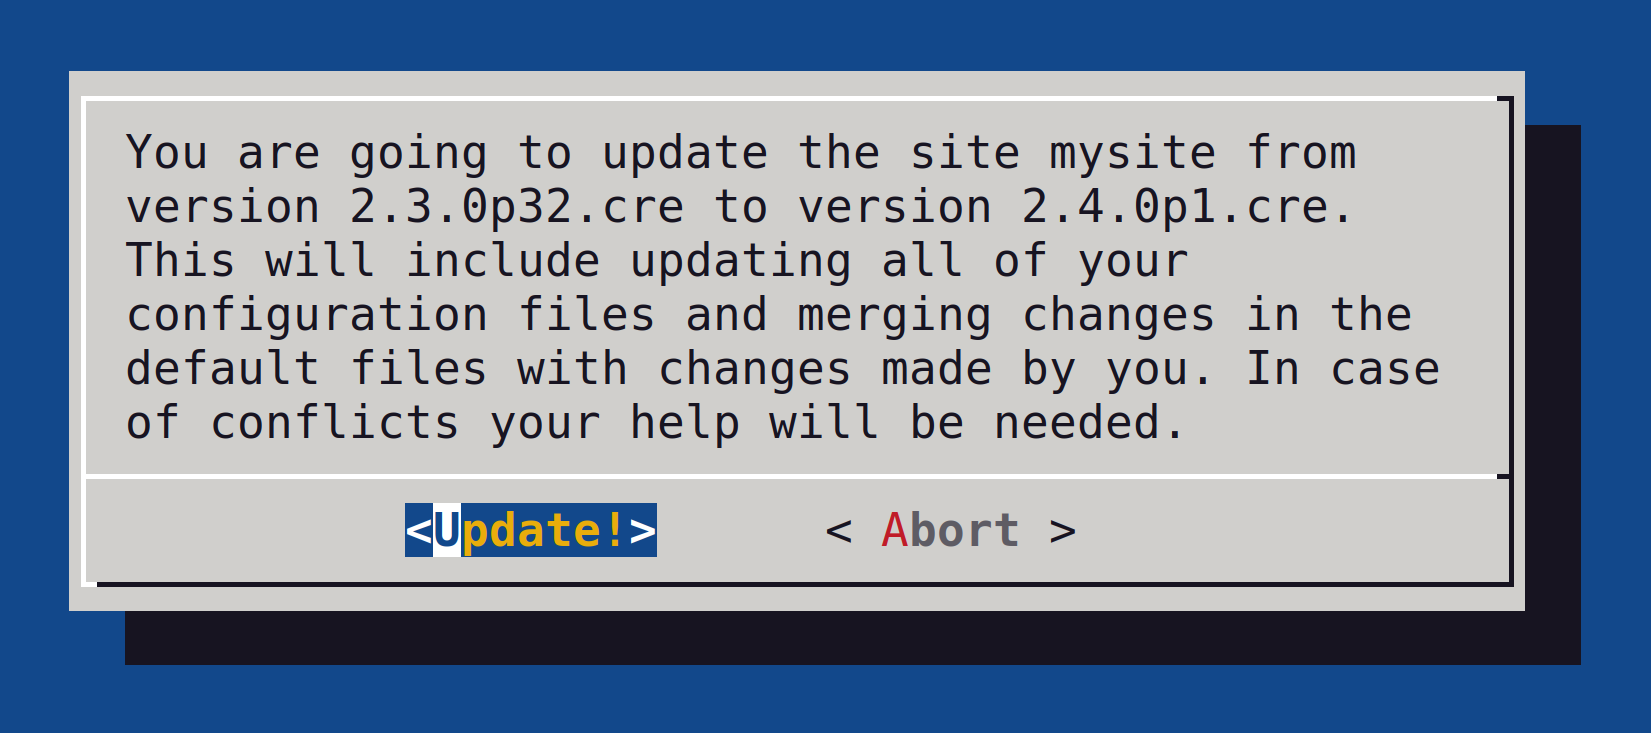 You are going to update the site mysite from
version 2.3.0p32.cre to version 2.4.0p1.cre.
This will include updating all of your
configuration files and merging changes in the
default files with changes made by you. In case
of conflicts your help will be needed.
<Update!> < Abort >